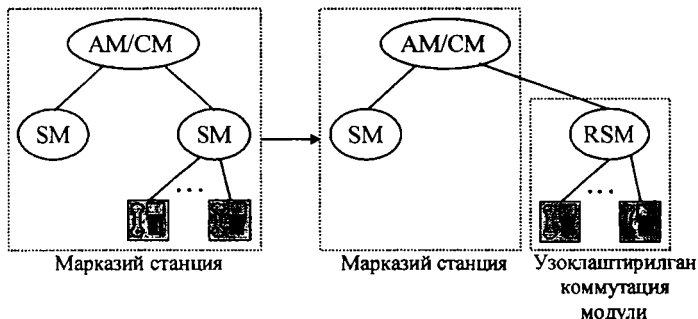 AM/CM
AM/CM
SM
SM
SM
RSM
...
...
Марказий станция
Марказий станция
Узоклаштирилган
коммутация
модули